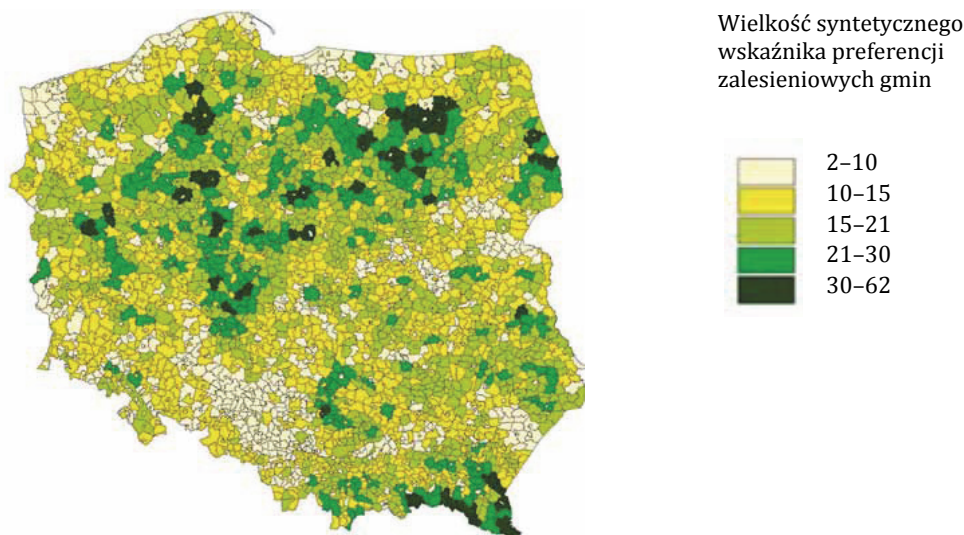 Wielkość syntetycznego
wskaźnika preferencji
zalesieniowych gmin
2–10
10–15
15–21
21–30
30–62